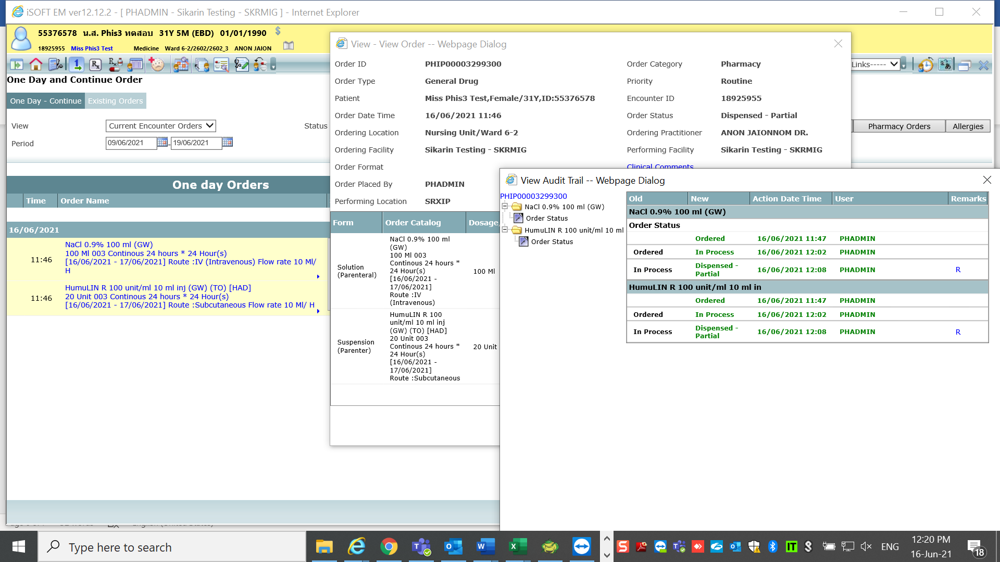 iSOFT EM ver12.12.2 - [ PHADMIN - Sikarin Testing - SKRMIG ] - Internet Explorer
55376578 น.ส. Phis3 ทดสอบ 31Y 5M (EBD) 01/01/1990 $
18925955 Miss Phis3 Test Medicine Ward 6-2/2602/2602_3 ANON JAION
Links-----
One Day and Continue Order
One Day - Continue Existing Orders
View Current Encounter Orders Status
Pharmacy Orders Allergies
Period 09/06/2021 - 19/06/2021
One day Orders
Time Order Name
16/06/2021
11:46
NaCl 0.9% 100 ml (GW)
100 Ml 003 Continous 24 hours * 24 Hour(s)
[16/06/2021 - 17/06/2021] Route :IV (Intravenous) Flow rate 10 Ml/
H
11:46
HumuLIN R 100 unit/ml 10 ml inj (GW) (TO) [HAD]
20 Unit 003 Continous 24 hours * 24 Hour(s)
[16/06/2021 - 17/06/2021] Route :Subcutaneous Flow rate 10 Ml/ H
View - View Order -- Webpage Dialog
Order ID PHIP00003299300 Order Category Pharmacy
Order Type General Drug Priority Routine
Patient Miss Phis3 Test,Female/31Y,ID:55376578 Encounter ID 18925955
Order Date Time 16/06/2021 11:46 Order Status Dispensed - Partial
Ordering Location Nursing Unit/Ward 6-2 Ordering Practitioner ANON JAIONNOM DR.
Ordering Facility Sikarin Testing - SKRMIG Performing Facility Sikarin Testing - SKRMIG
Order Format Clinical Comments
Order Placed By PHADMIN
Performing Location SRXIP
Form Order Catalog Dosage
Solution
(Parenteral)
NaCl 0.9% 100 ml
(GW)
100 Ml 003
Continous 24 hours *
24 Hour(s)
[16/06/2021 -
17/06/2021]
Route :IV
(Intravenous)
100 Ml
Suspension
(Parenter)
HumuLIN R 100
unit/ml 10 ml inj
(GW) (TO) [HAD]
20 Unit 003
Continous 24 hours *
24 Hour(s)
[16/06/2021 -
17/06/2021]
Route :Subcutaneous
20 Unit
View Audit Trail -- Webpage Dialog
PHIP00003299300
NaCl 0.9% 100 ml (GW)
Order Status
HumuLIN R 100 unit/ml 10 ml
Order Status
Old New Action Date Time User Remarks
NaCl 0.9% 100 ml (GW)
Order Status
Ordered 16/06/2021 11:47 PHADMIN
Ordered In Process 16/06/2021 12:02 PHADMIN
In Process Dispensed - Partial 16/06/2021 12:08 PHADMIN R
HumuLIN R 100 unit/ml 10 ml in
Ordered 16/06/2021 11:47 PHADMIN
Ordered In Process 16/06/2021 12:02 PHADMIN
In Process Dispensed - Partial 16/06/2021 12:08 PHADMIN R
Type here to search
ENG
12:20 PM
16-Jun-21
18